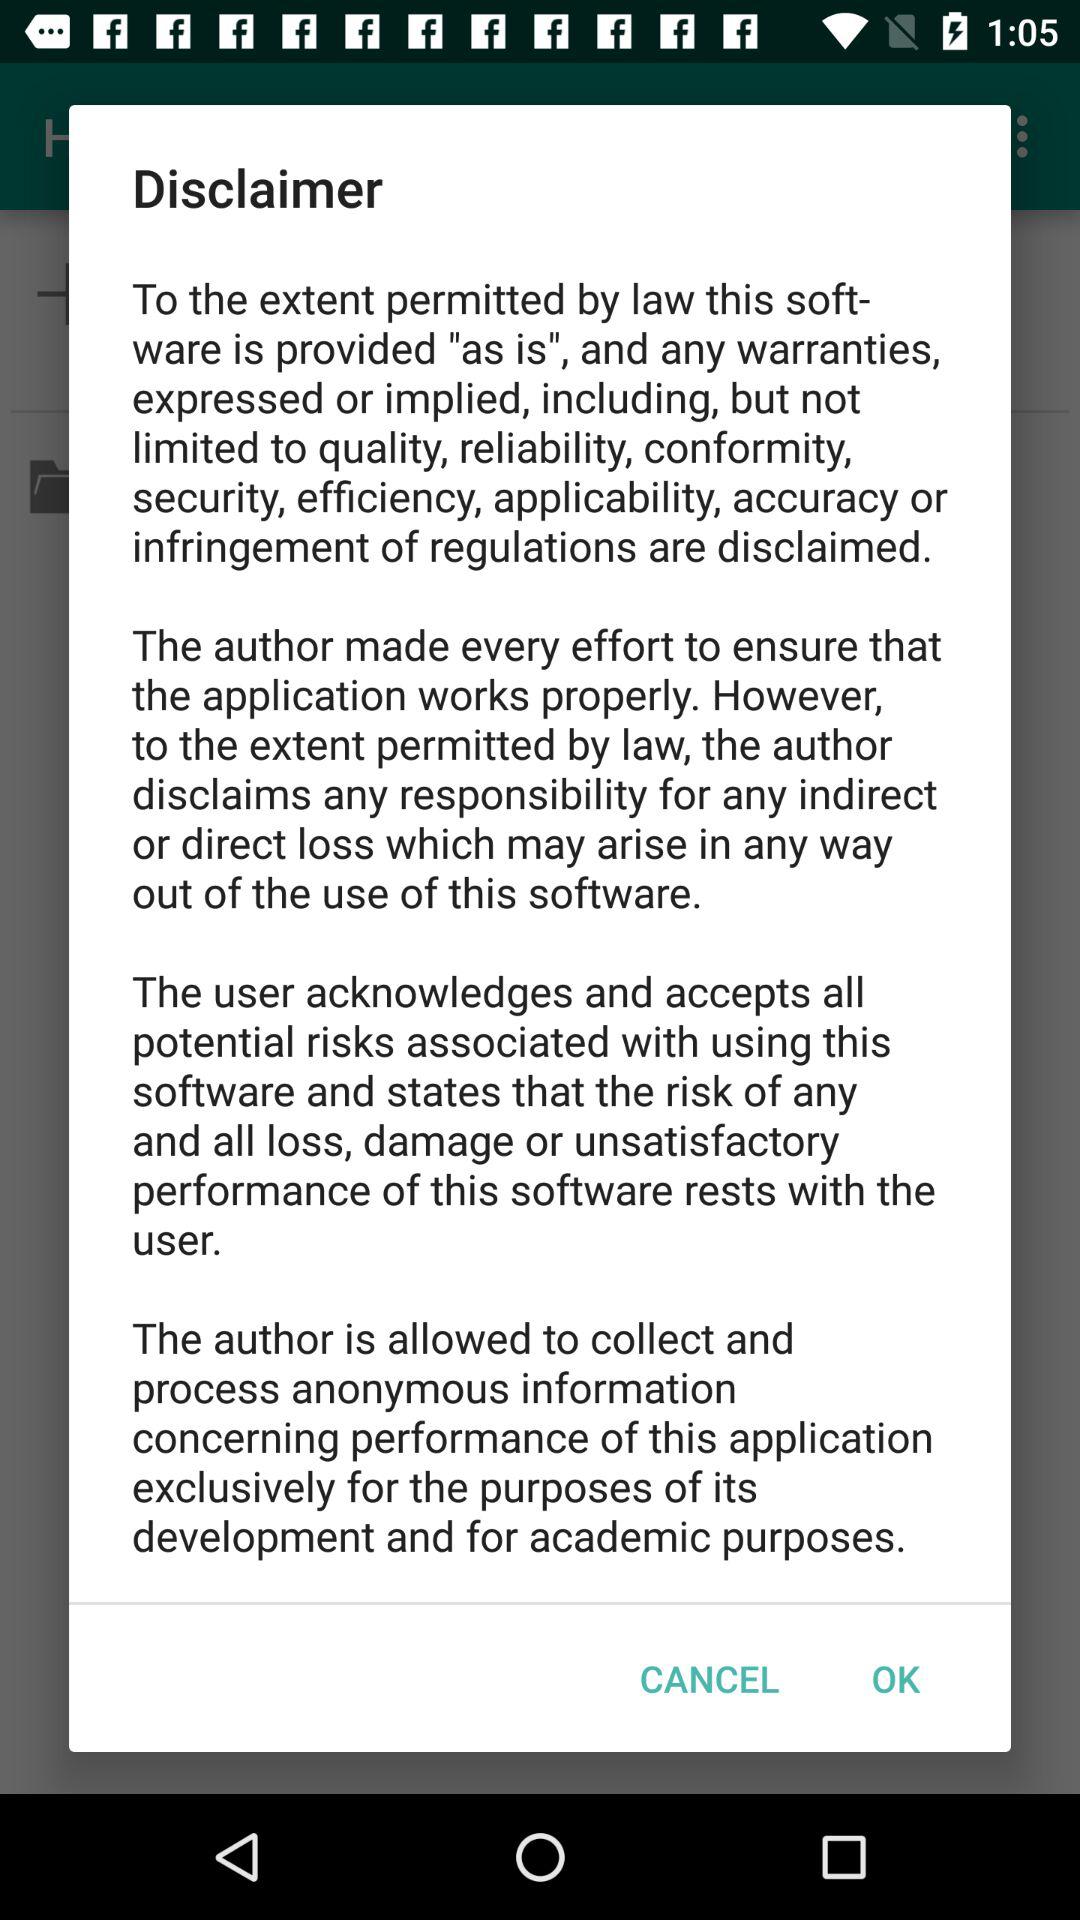 1:05
H
Disclaimer
To the extent permitted by law this soft-
ware is provided "as is", and any warranties,
expressed or implied, including, but not
limited to quality, reliability, conformity,
security, efficiency, applicability, accuracy or
infringement of regulations are disclaimed.
The author made every effort to ensure that
the application works properly. However,
to the extent permitted by law, the author
disclaims any responsibility for any indirect
or direct loss which may arise in any way
out of the use of this software.
The user acknowledges and accepts all
potential risks associated with using this
software and states that the risk of any
and all loss, damage or unsatisfactory
performance of this software rests with the
user.
The author is allowed to collect and
process anonymous information
concerning performance of this application
exclusively for the purposes of its
development and for academic purposes.
CANCEL OK